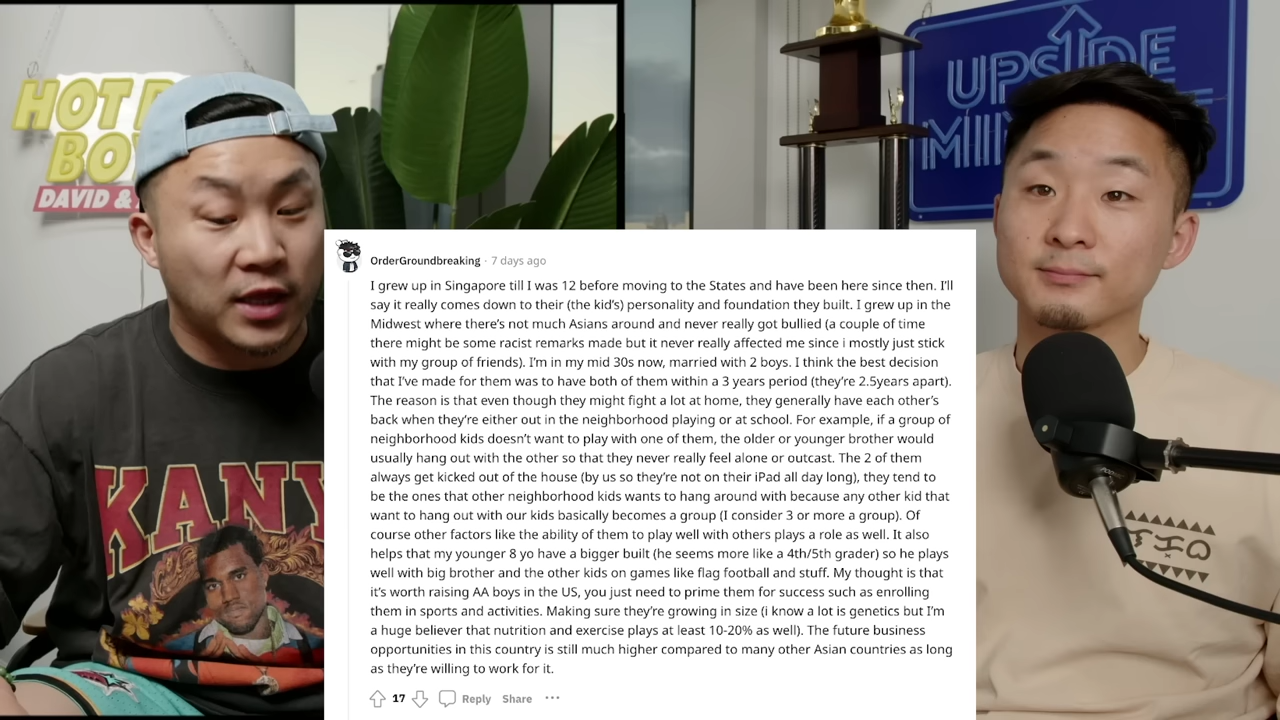 HOT
BOY
DAVID &
UPSIDE
KANY
OrderGroundbreaking · 7 days ago
I grew up in Singapore till I was 12 before moving to the States and have been here since then. I'll
say it really comes down to their (the kid's) personality and foundation they built. I grew up in the
Midwest where there's not much Asians around and never really got bullied (a couple of time
there might be some racist remarks made but it never really affected me since i mostly just stick
with my group of friends). I'm in my mid 30s now, married with 2 boys. I think the best decision
that I've made for them was to have both of them within a 3 years period (they're 2.5years apart).
The reason is that even though they might fight a lot at home, they generally have each other's
back when they're either out in the neighborhood playing or at school. For example, if a group of
neighborhood kids doesn't want to play with one of them, the older or younger brother would
usually hang out with the other so that they never really feel alone or outcast. The 2 of them
always get kicked out of the house (by us so they're not on their iPad all day long), they tend to
be the ones that other neighborhood kids wants to hang around with because any other kid that
want to hang out with our kids basically becomes a group (I consider 3 or more a group). Of
course other factors like the ability of them to play well with others plays a role as well. It also
helps that my younger 8 yo have a bigger built (he seems more like a 4th/5th grader) so he plays
well with big brother and the other kids on games like flag football and stuff. My thought is that
it's worth raising AA boys in the US, you just need to prime them for success such as enrolling
them in sports and activities. Making sure they're growing in size (i know a lot is genetics but I'm
a huge believer that nutrition and exercise plays at least 10-20% as well). The future business
opportunities in this country is still much higher compared to many other Asian countries as long
as they're willing to work for it.
17 Reply Share ···